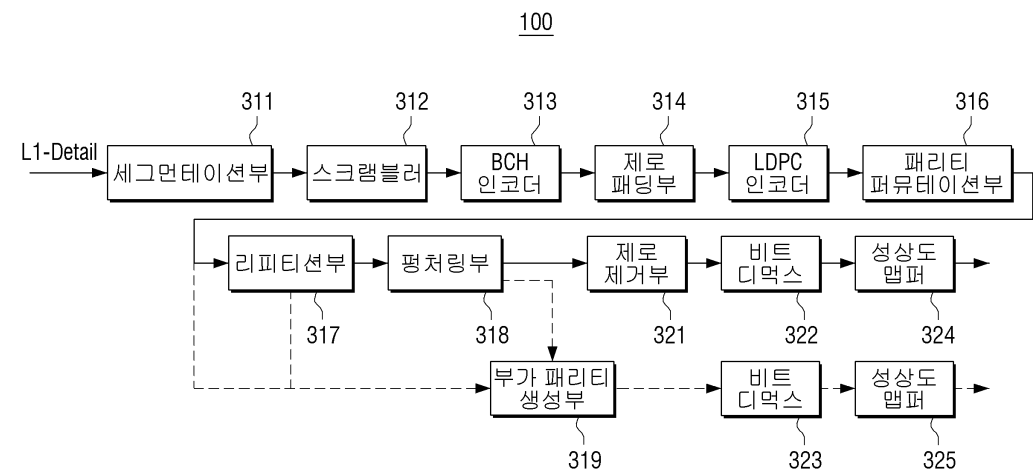 100
311
312
313
314
315
316
L1-Detail
세그먼테이션부
스크램블러
BCH
인코더
제로
패딩부
LDPC
인코더
패리티
퍼뮤테이션부
리피티션부
펑처링부
제로
제거부
비트
디먹스
성상도
맵퍼
317
318
321
322
324
부가 패리티
생성부
비트
디먹스
성상도
맵퍼
319
323
325